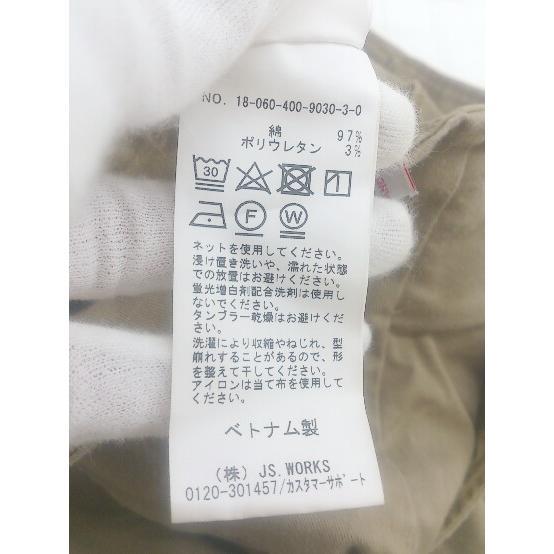 NO. 18-060-400-9030-3-0
綿 97%
ポリウレタン 3%
30
F W
ネットを使用してください。
浸け置き洗いや、濡れた状態
での放置はお避けください。
蛍光増白剤配合洗剤は使用し
ないでください。
タンブラー乾燥はお避けくだ
さい。
洗濯により収縮やねじれ、型
崩れすることがあるので、形
を整えて干してください。
アイロンは当て布を使用して
ください。
ベトナム製
(株) JS.WORKS
0120-301457/カスタマーサポート